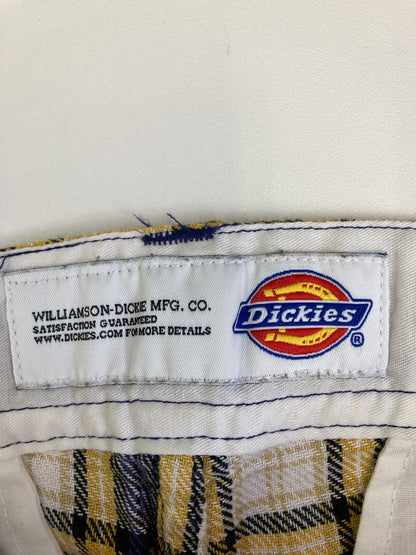 WILLIAMSON-DICKIE MFG. CO.
SATISFACTION GUARANTEED
WWW.DICKIES.COM FOR MORE DETAILS
Dickies
®